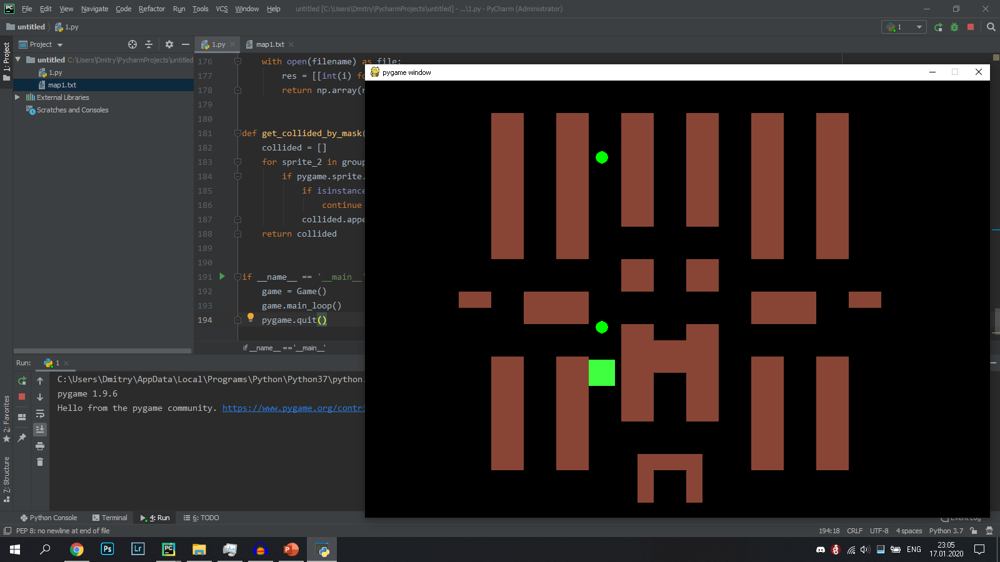 PC File Edit View Navigate Code Refactor Run Tools VCS Window Help untitled [C:\Users\Dmitry\PycharmProjects\untitled] - ...\1.py - PyCharm (Administrator)
untitled 1.py 1
1: Project
Project 1.py map1.txt
untitled C:\Users\Dmitry\PycharmProjects\untitled
1.py
map1.txt
External Libraries
Scratches and Consoles
176 with open(filename) as file:
177 res = [[int(i) fo
178 return np.array(r
179
180
181 def get_collided_by_mask(
182 collided = []
183 for sprite_2 in group
184 if pygame.sprite.
185 if isinstance
186 continue
187 collided.appe
188 return collided
189
190
191 if __name__ == '__main__'
192 game = Game()
193 game.main_loop()
194 pygame.quit()
if __name__ == '__main__'
pygame window
Run: 1
C:\Users\Dmitry\AppData\Local\Programs\Python\Python37\python.
pygame 1.9.6
Hello from the pygame community. https://www.pygame.org/contri
2: Favorites
7: Structure
Python Console Terminal 4: Run 6: TODO Event Log
PEP 8: no newline at end of file 194:18 CRLF UTF-8 4 spaces Python 3.7
Ps Lr PC P ENG 23:05
17.01.2020